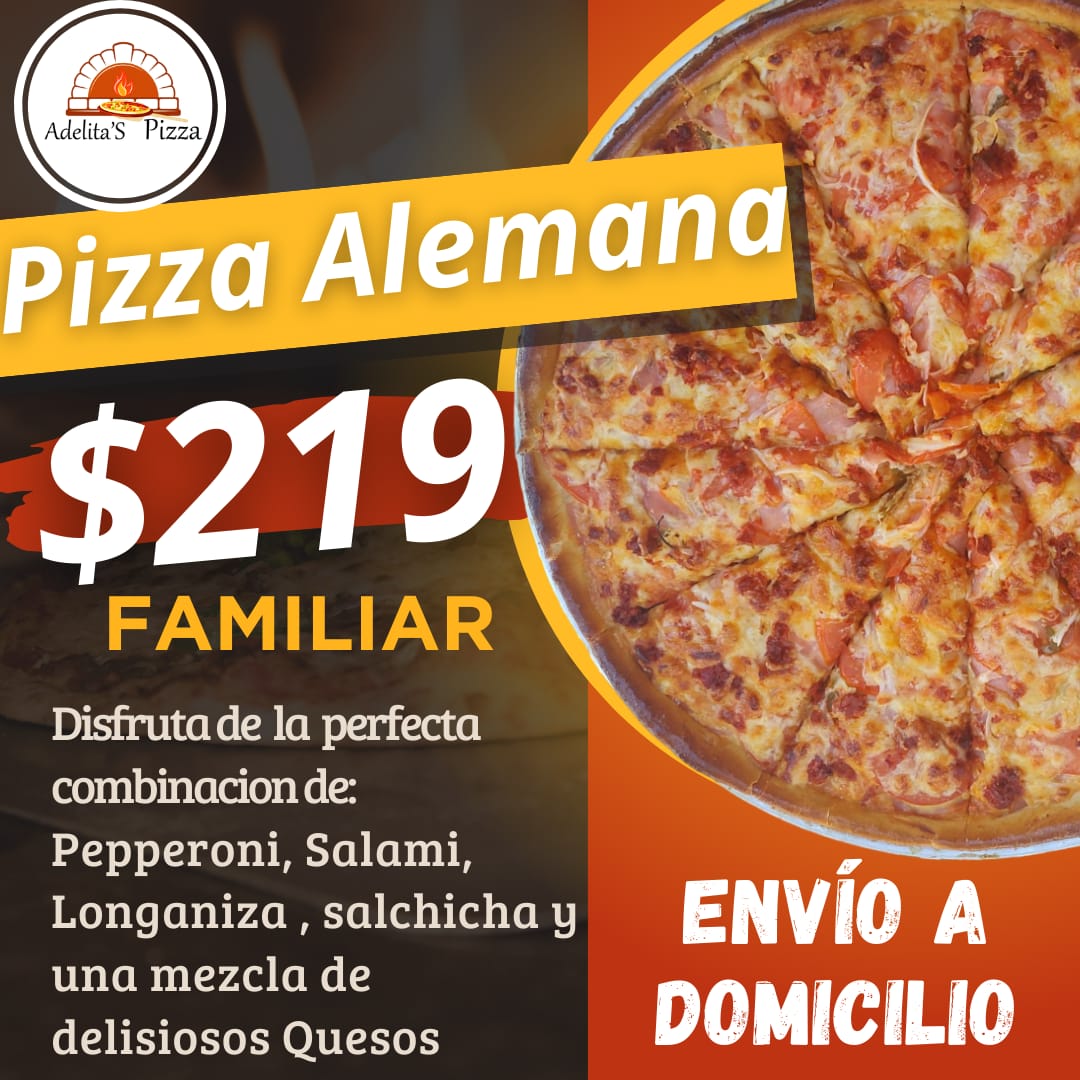 Adelita'S Pizza
Pizza Alemana
$219
FAMILIAR
Disfruta de la perfecta
combinacion de:
Pepperoni, Salami,
Longaniza , salchicha y
una mezcla de
delisiosos Quesos
ENVÍO A
DOMICILIO